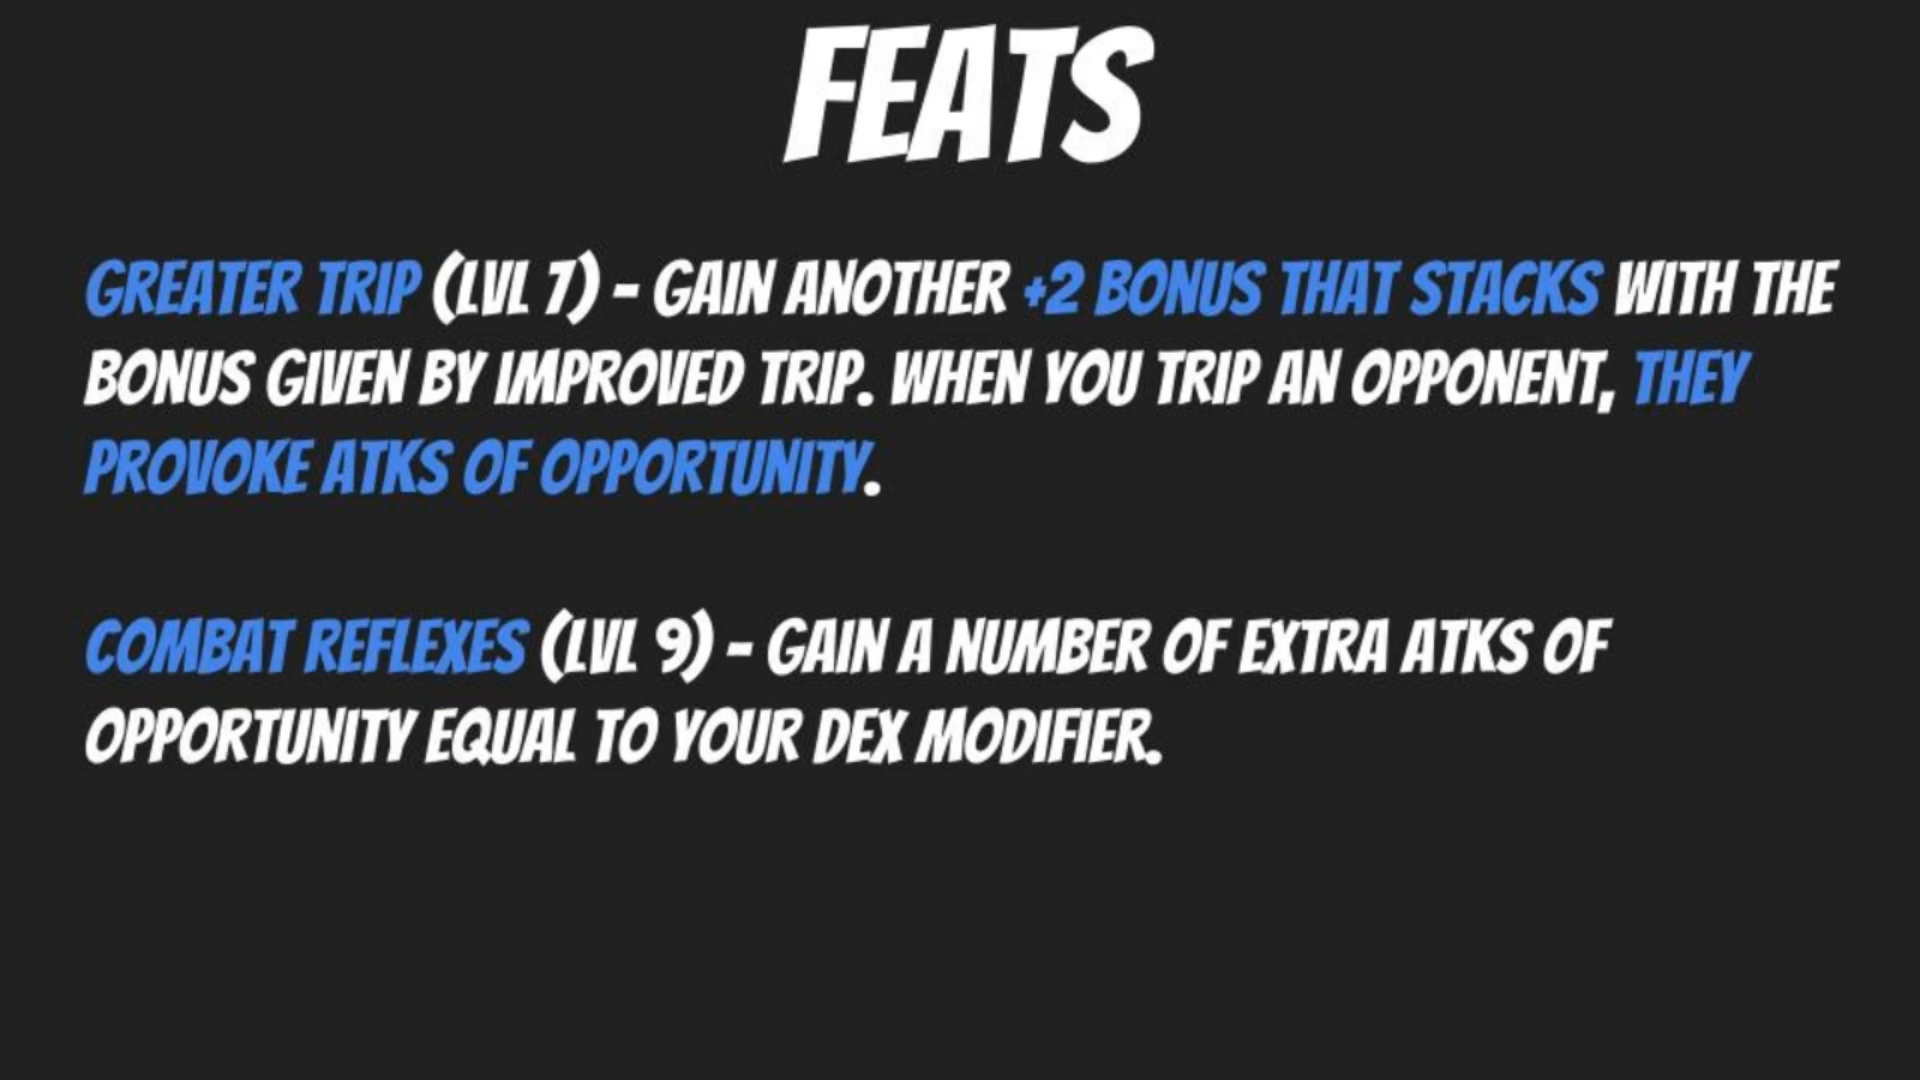 FEATS
GREATER TRIP (LVL 7) - GAIN ANOTHER +2 BONUS THAT STACKS WITH THE
BONUS GIVEN BY IMPROVED TRIP. WHEN YOU TRIP AN OPPONENT, THEY
PROVOKE ATKS OF OPPORTUNITY.
COMBAT REFLEXES (LVL 9) - GAIN A NUMBER OF EXTRA ATKS OF
OPPORTUNITY EQUAL TO YOUR DEX MODIFIER.